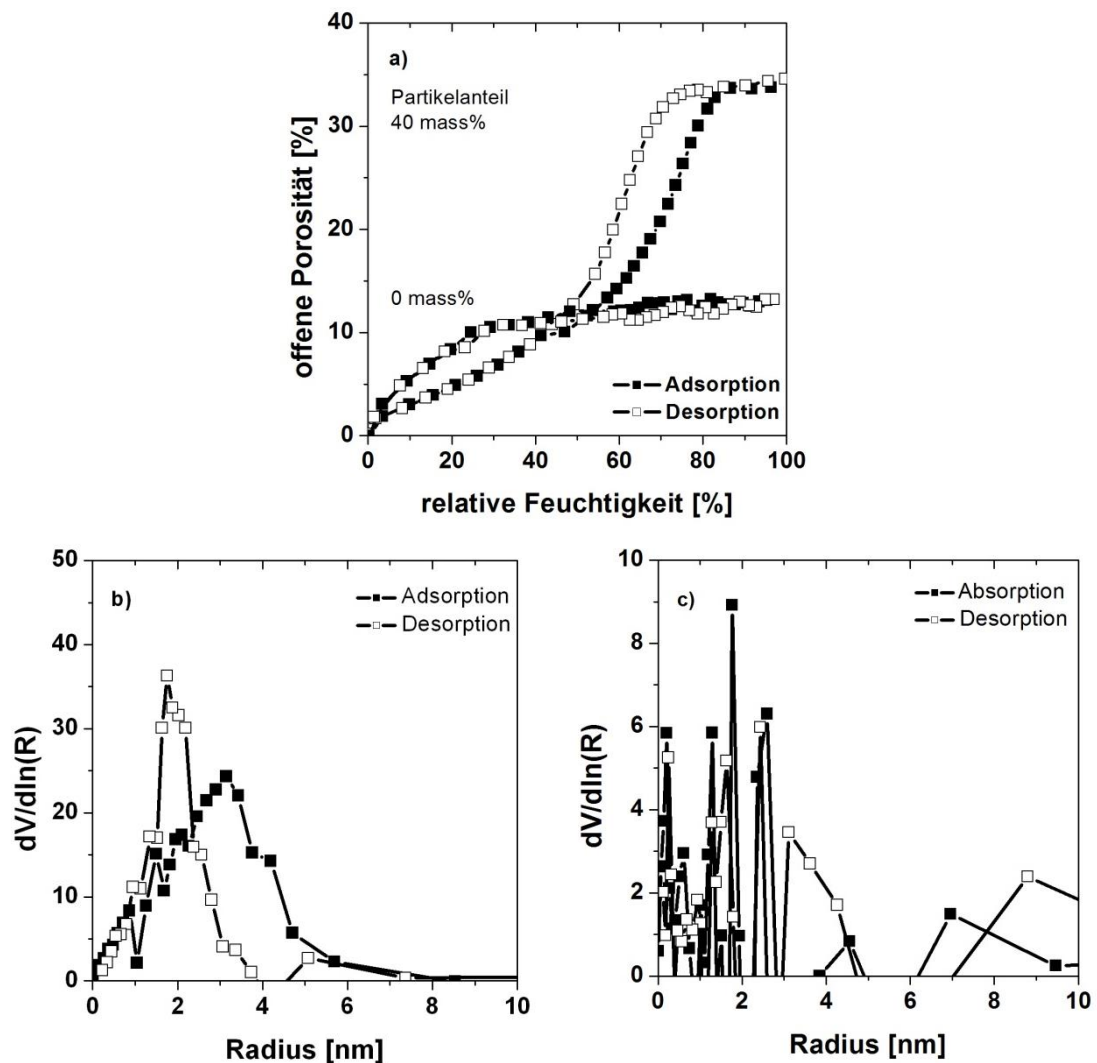 a)
Partikelanteil
40 mass%
0 mass%
Adsorption
Desorption
offene Porosität [%]
0
10
20
30
40
0 20 40 60 80 100
relative Feuchtigkeit [%]
b)
Adsorption
Desorption
dV/dln(R)
0
10
20
30
40
50
0 2 4 6 8 10
Radius [nm]
c)
Absorption
Desorption
dV/dln(R)
0
2
4
6
8
10
0 2 4 6 8 10
Radius [nm]